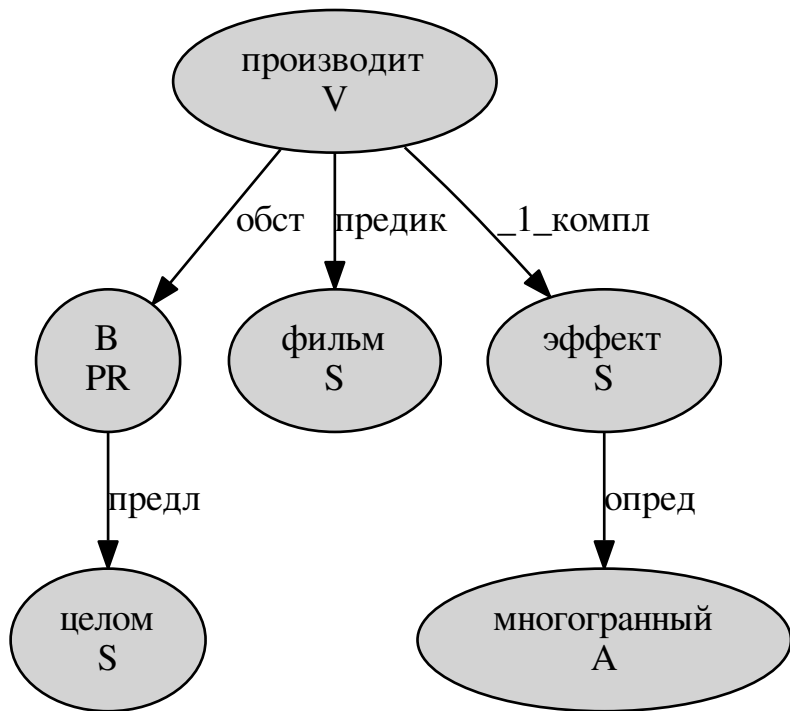 производит
V
обст
предик
_1_компл
В
PR
фильм
S
эффект
S
предл
опред
целом
S
многогранный
A